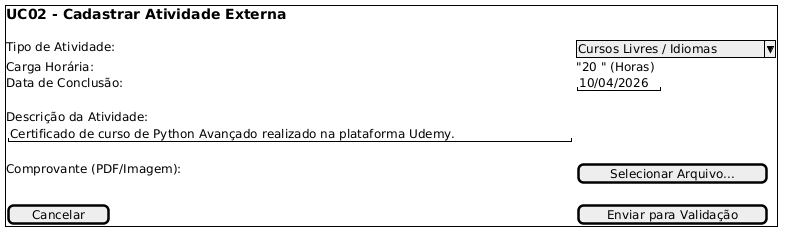 UC02 - Cadastrar Atividade Externa
Tipo de Atividade: Cursos Livres / Idiomas ▼
Carga Horária: "20 " (Horas)
Data de Conclusão: 10/04/2026
Descrição da Atividade:
Certificado de curso de Python Avançado realizado na plataforma Udemy.
Comprovante (PDF/Imagem): Selecionar Arquivo...
Cancelar Enviar para Validação